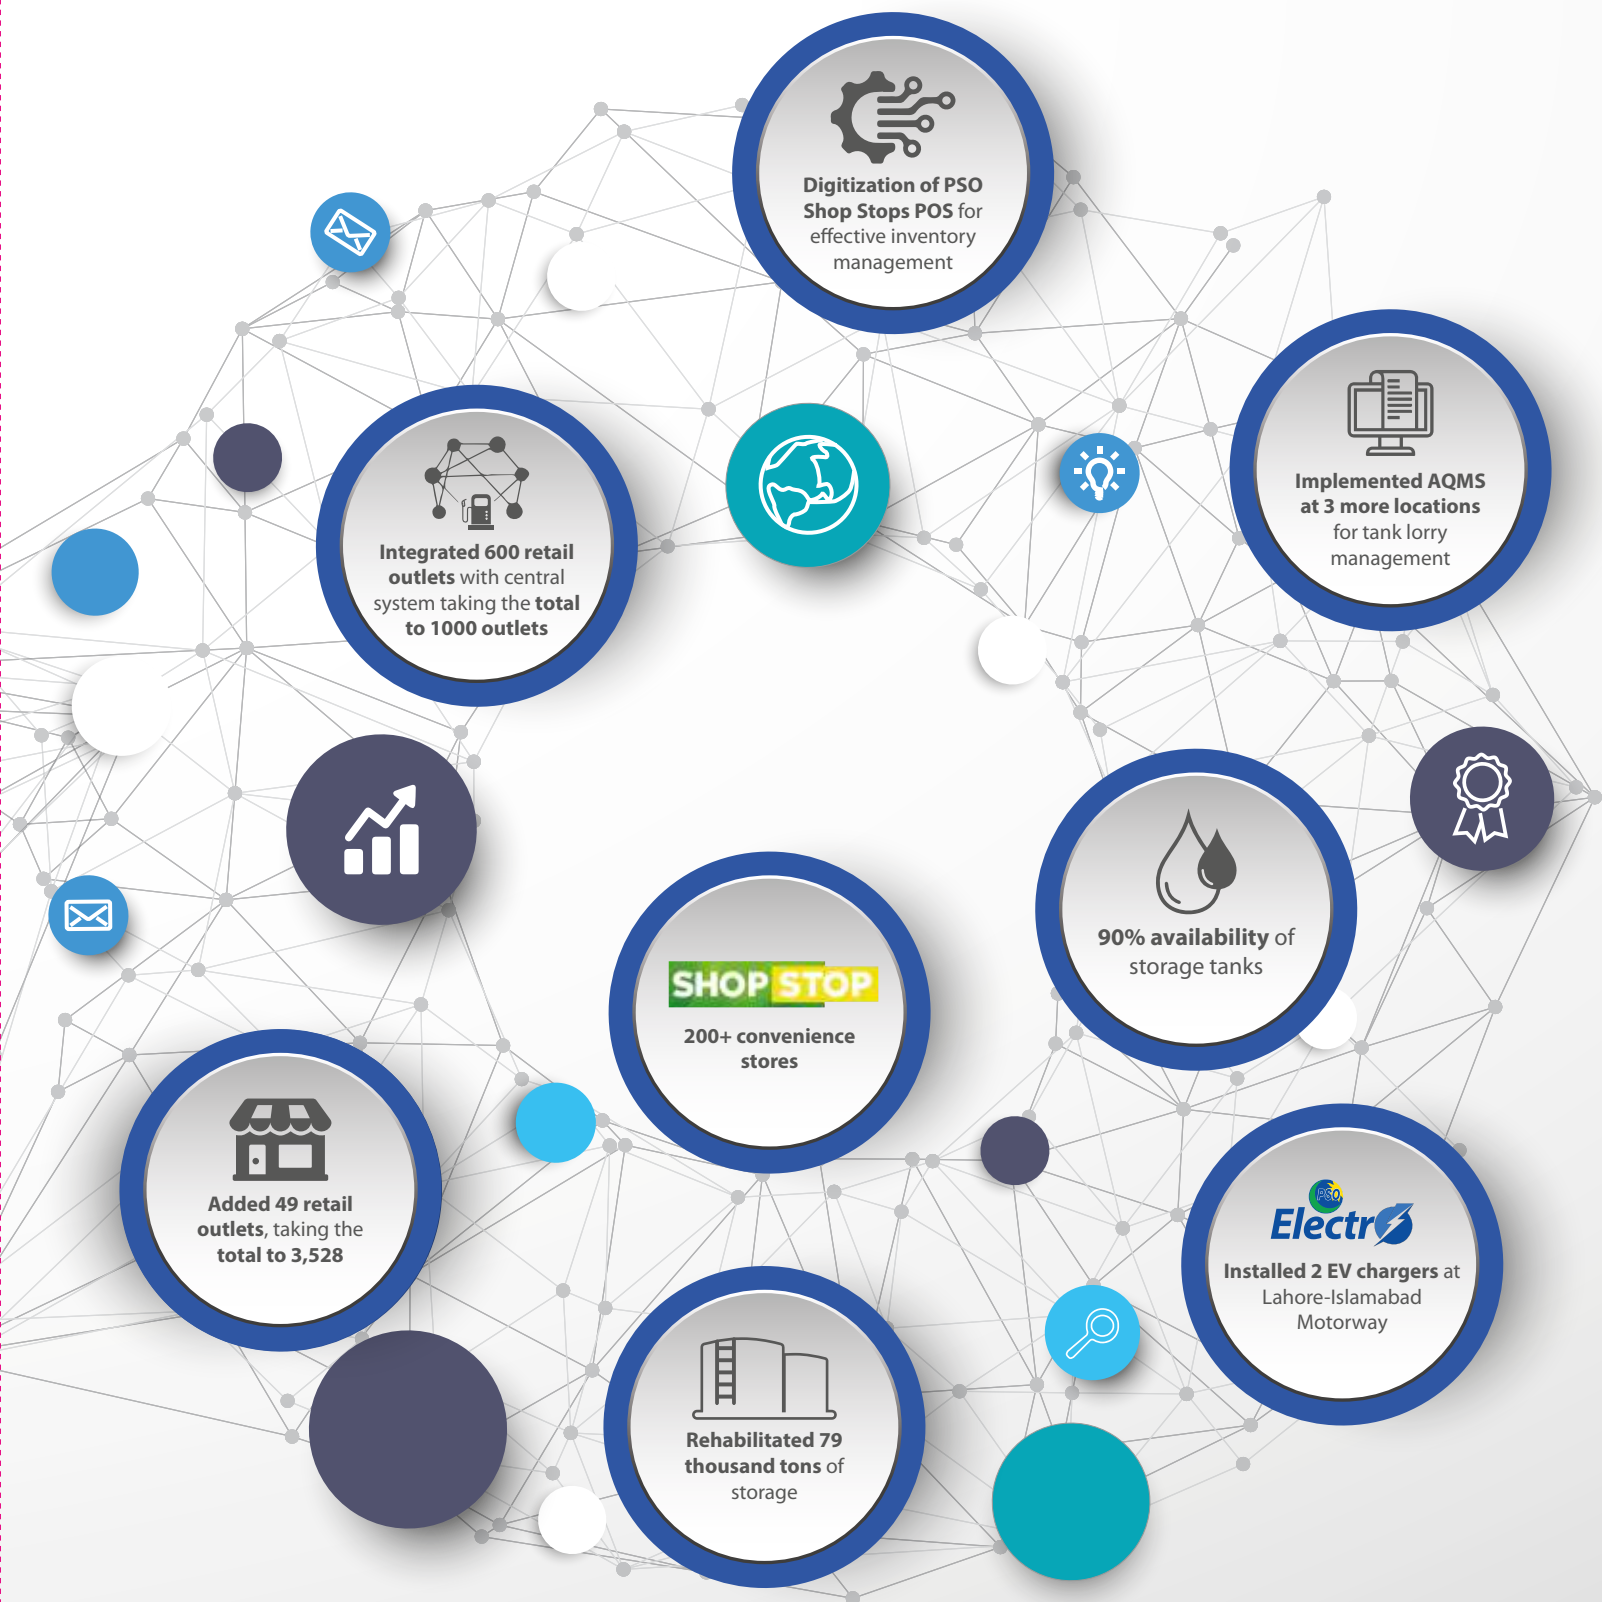 Digitization of PSO
Shop Stops POS for
effective inventory
management
Implemented AQMS
at 3 more locations
for tank lorry
management
Integrated 600 retail
outlets with central
system taking the total
to 1000 outlets
90% availability of
storage tanks
SHOP STOP
200+ convenience
stores
Added 49 retail
outlets, taking the
total to 3,528
PSO
Electro
Installed 2 EV chargers at
Lahore-Islamabad
Motorway
Rehabilitated 79
thousand tons of
storage